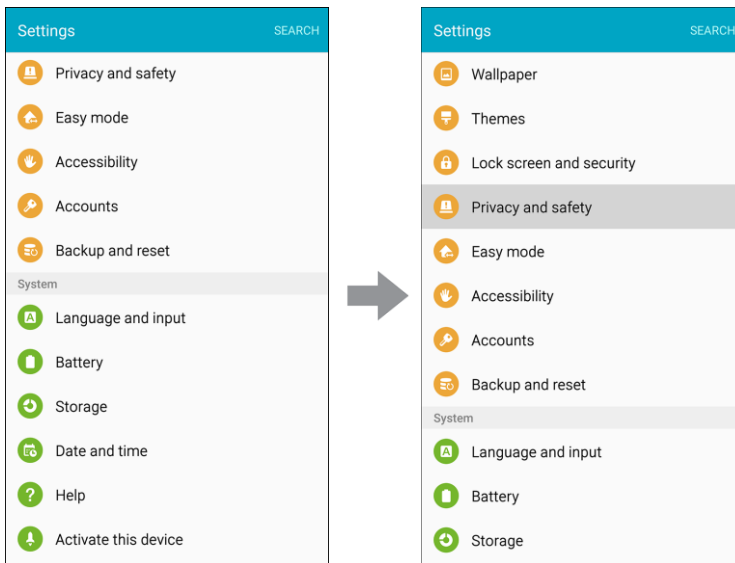 Settings
SEARCH
Privacy and safety
Easy mode
Accessibility
Accounts
Backup and reset
System
Language and input
Battery
Storage
Date and time
Help
Activate this device
Settings
SEARCH
Wallpaper
Themes
Lock screen and security
Privacy and safety
Easy mode
Accessibility
Accounts
Backup and reset
System
Language and input
Battery
Storage